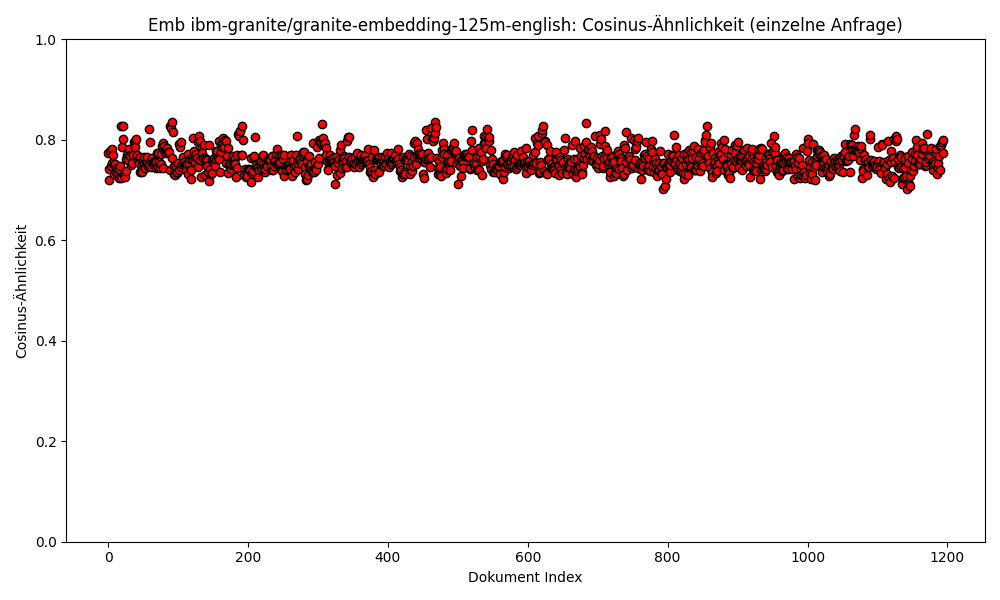 Emb ibm-granite/granite-embedding-125m-english: Cosinus-Ähnlichkeit (einzelne Anfrage)
1.0
0.8
0.6
0.4
0.2
0.0
Cosinus-Ähnlichkeit
0 200 400 600 800 1000 1200
Dokument Index